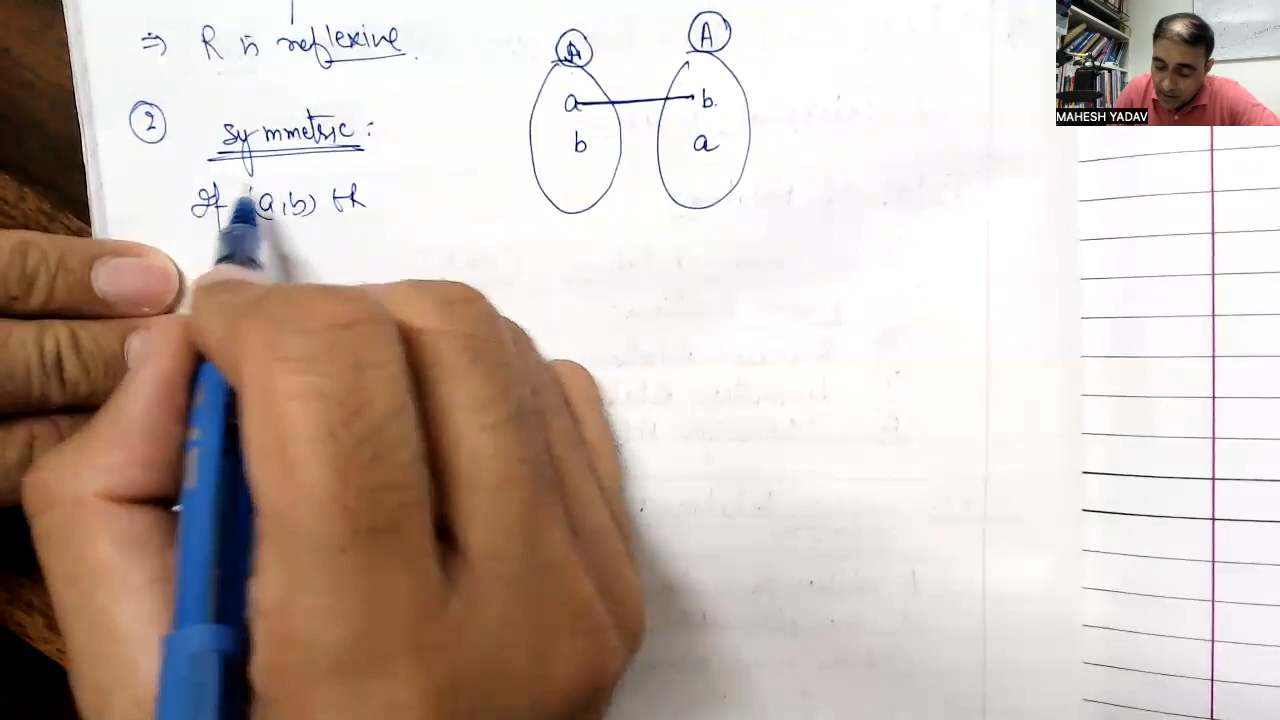 ⇒ R is reflexive.
A A
② symmetric:
a b
b a
If (a,b) ∈ R
MAHESH YADAV